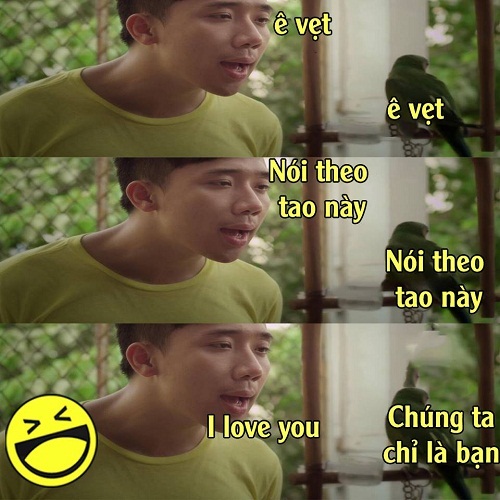 ê vẹt
ê vẹt
Nói theo
tao này
Nói theo
tao này
I love you
Chúng ta
chỉ là bạn